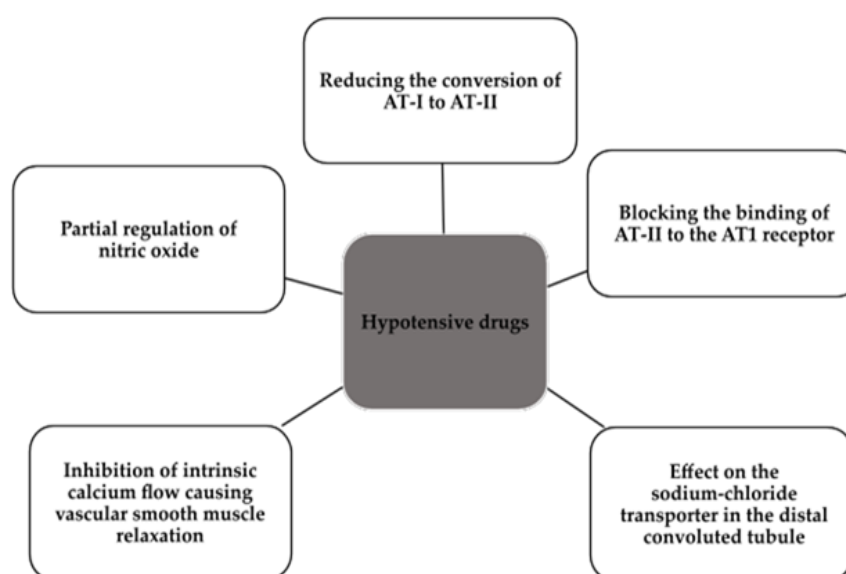 Reducing the conversion of
AT-I to AT-II
Partial regulation of
nitric oxide
Blocking the binding of
AT-II to the AT1 receptor
Hypotensive drugs
Inhibition of intrinsic
calcium flow causing
vascular smooth muscle
relaxation
Effect on the
sodium-chloride
transporter in the distal
convoluted tubule